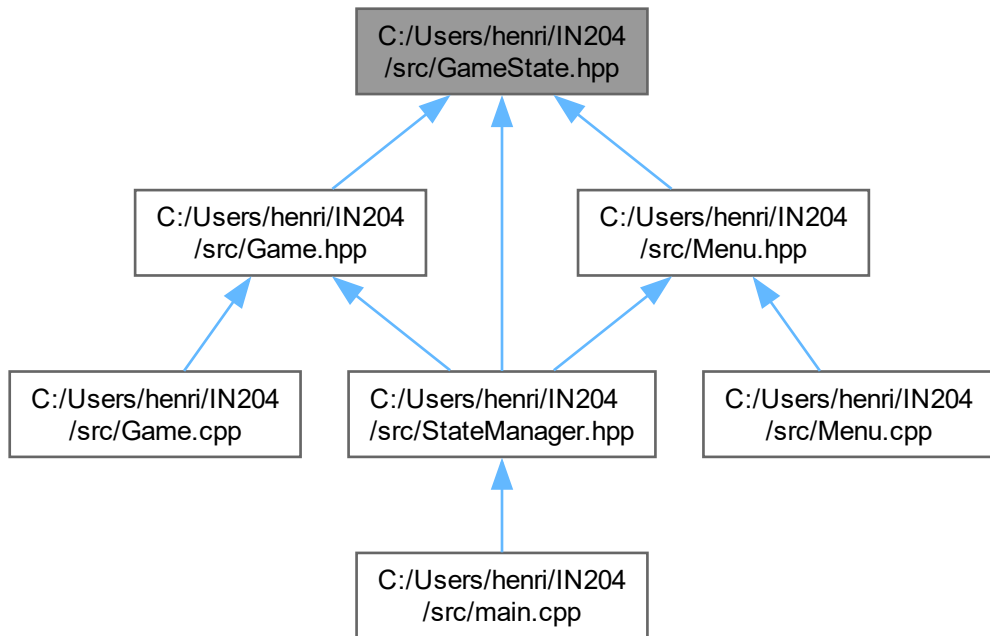 C:/Users/henri/IN204
/src/GameState.hpp
C:/Users/henri/IN204
/src/Game.hpp
C:/Users/henri/IN204
/src/Menu.hpp
C:/Users/henri/IN204
/src/Game.cpp
C:/Users/henri/IN204
/src/StateManager.hpp
C:/Users/henri/IN204
/src/Menu.cpp
C:/Users/henri/IN204
/src/main.cpp